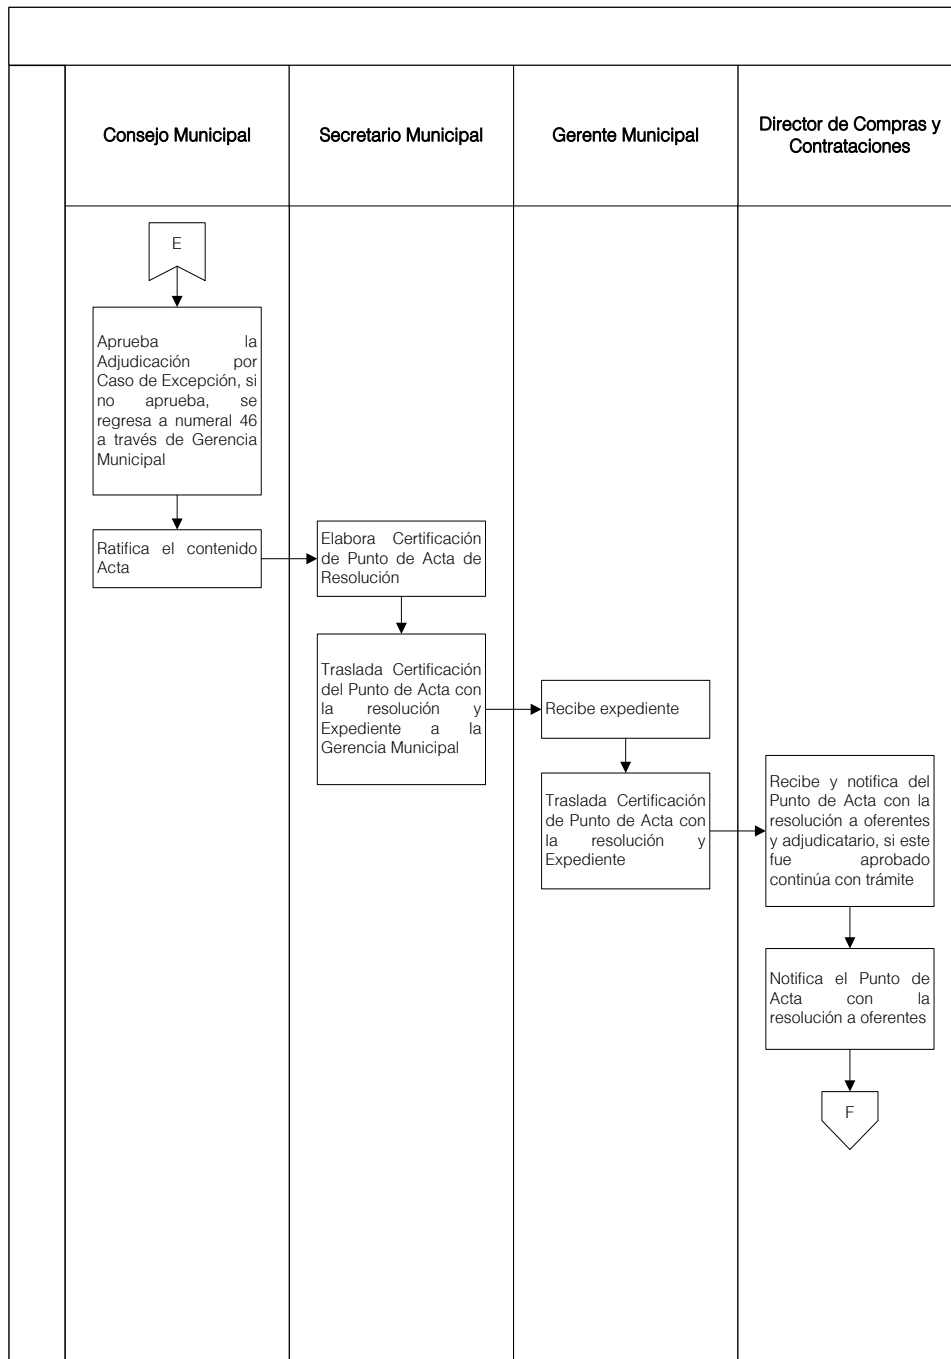 Consejo Municipal
Secretario Municipal
Gerente Municipal
Director de Compras y
Contrataciones
E
Aprueba la
Adjudicación por
Caso de Excepción, si
no aprueba, se
regresa a numeral 46
a través de Gerencia
Municipal
Ratifica el contenido
Acta
Elabora Certificación
de Punto de Acta de
Resolución
Traslada Certificación
del Punto de Acta con
la resolución y
Expediente a la
Gerencia Municipal
Recibe expediente
Traslada Certificación
de Punto de Acta con
la resolución y
Expediente
Recibe y notifica del
Punto de Acta con la
resolución a oferentes
y adjudicatario, si este
fue aprobado
continúa con trámite
Notifica el Punto de
Acta con la
resolución a oferentes
F